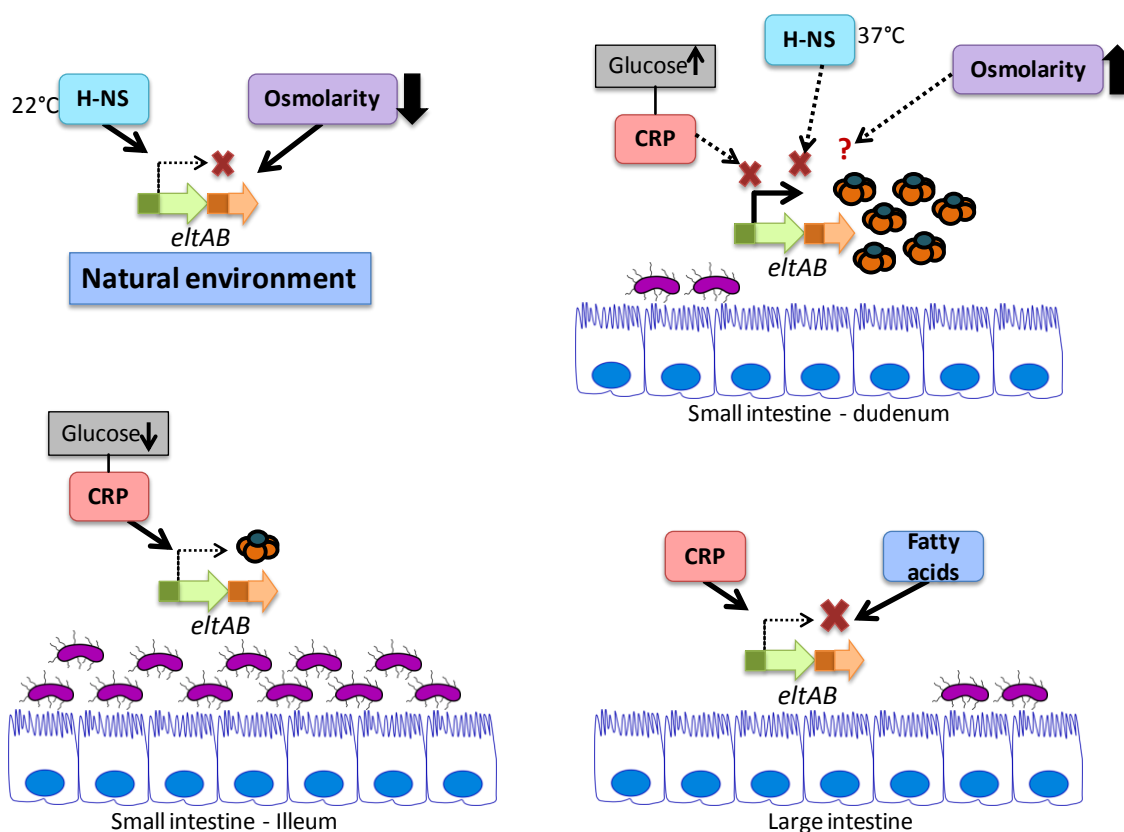 22°C
H-NS
Osmolarity
eltAB
Natural environment
Glucose
CRP
H-NS
37°C
Osmolarity
?
eltAB
Small intestine - dudenum
Glucose
CRP
eltAB
Small intestine - Illeum
CRP
Fatty
acids
eltAB
Large intestine